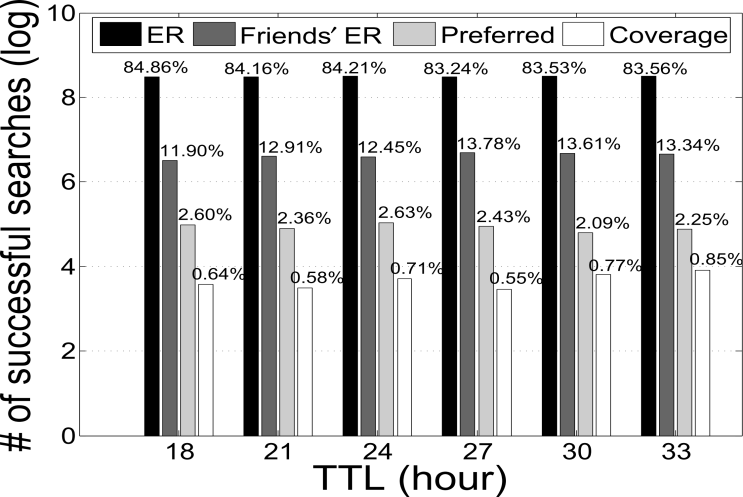 # of successful searches (log)
10
8
6
4
2
0
ER Friends′ ER Preferred Coverage
84.86% 84.16% 84.21% 83.24% 83.53% 83.56%
11.90% 12.91% 12.45% 13.78% 13.61% 13.34%
2.60% 2.36% 2.63% 2.43% 2.09% 2.25%
0.64% 0.58% 0.71% 0.55% 0.77% 0.85%
18 21 24 27 30 33
TTL (hour)